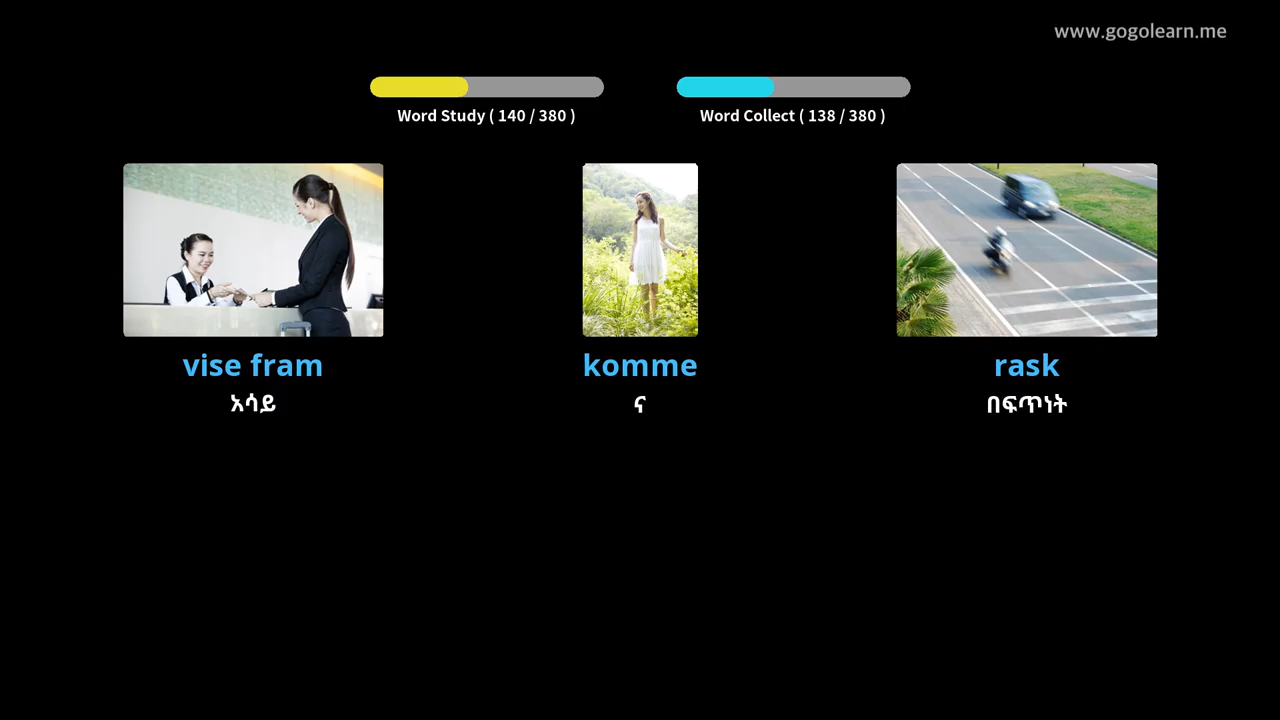 www.gogolearn.me
Word Study ( 140 / 380 )
Word Collect ( 138 / 380 )
vise fram
komme
rask
አሳይ
ና
በፍጥነት